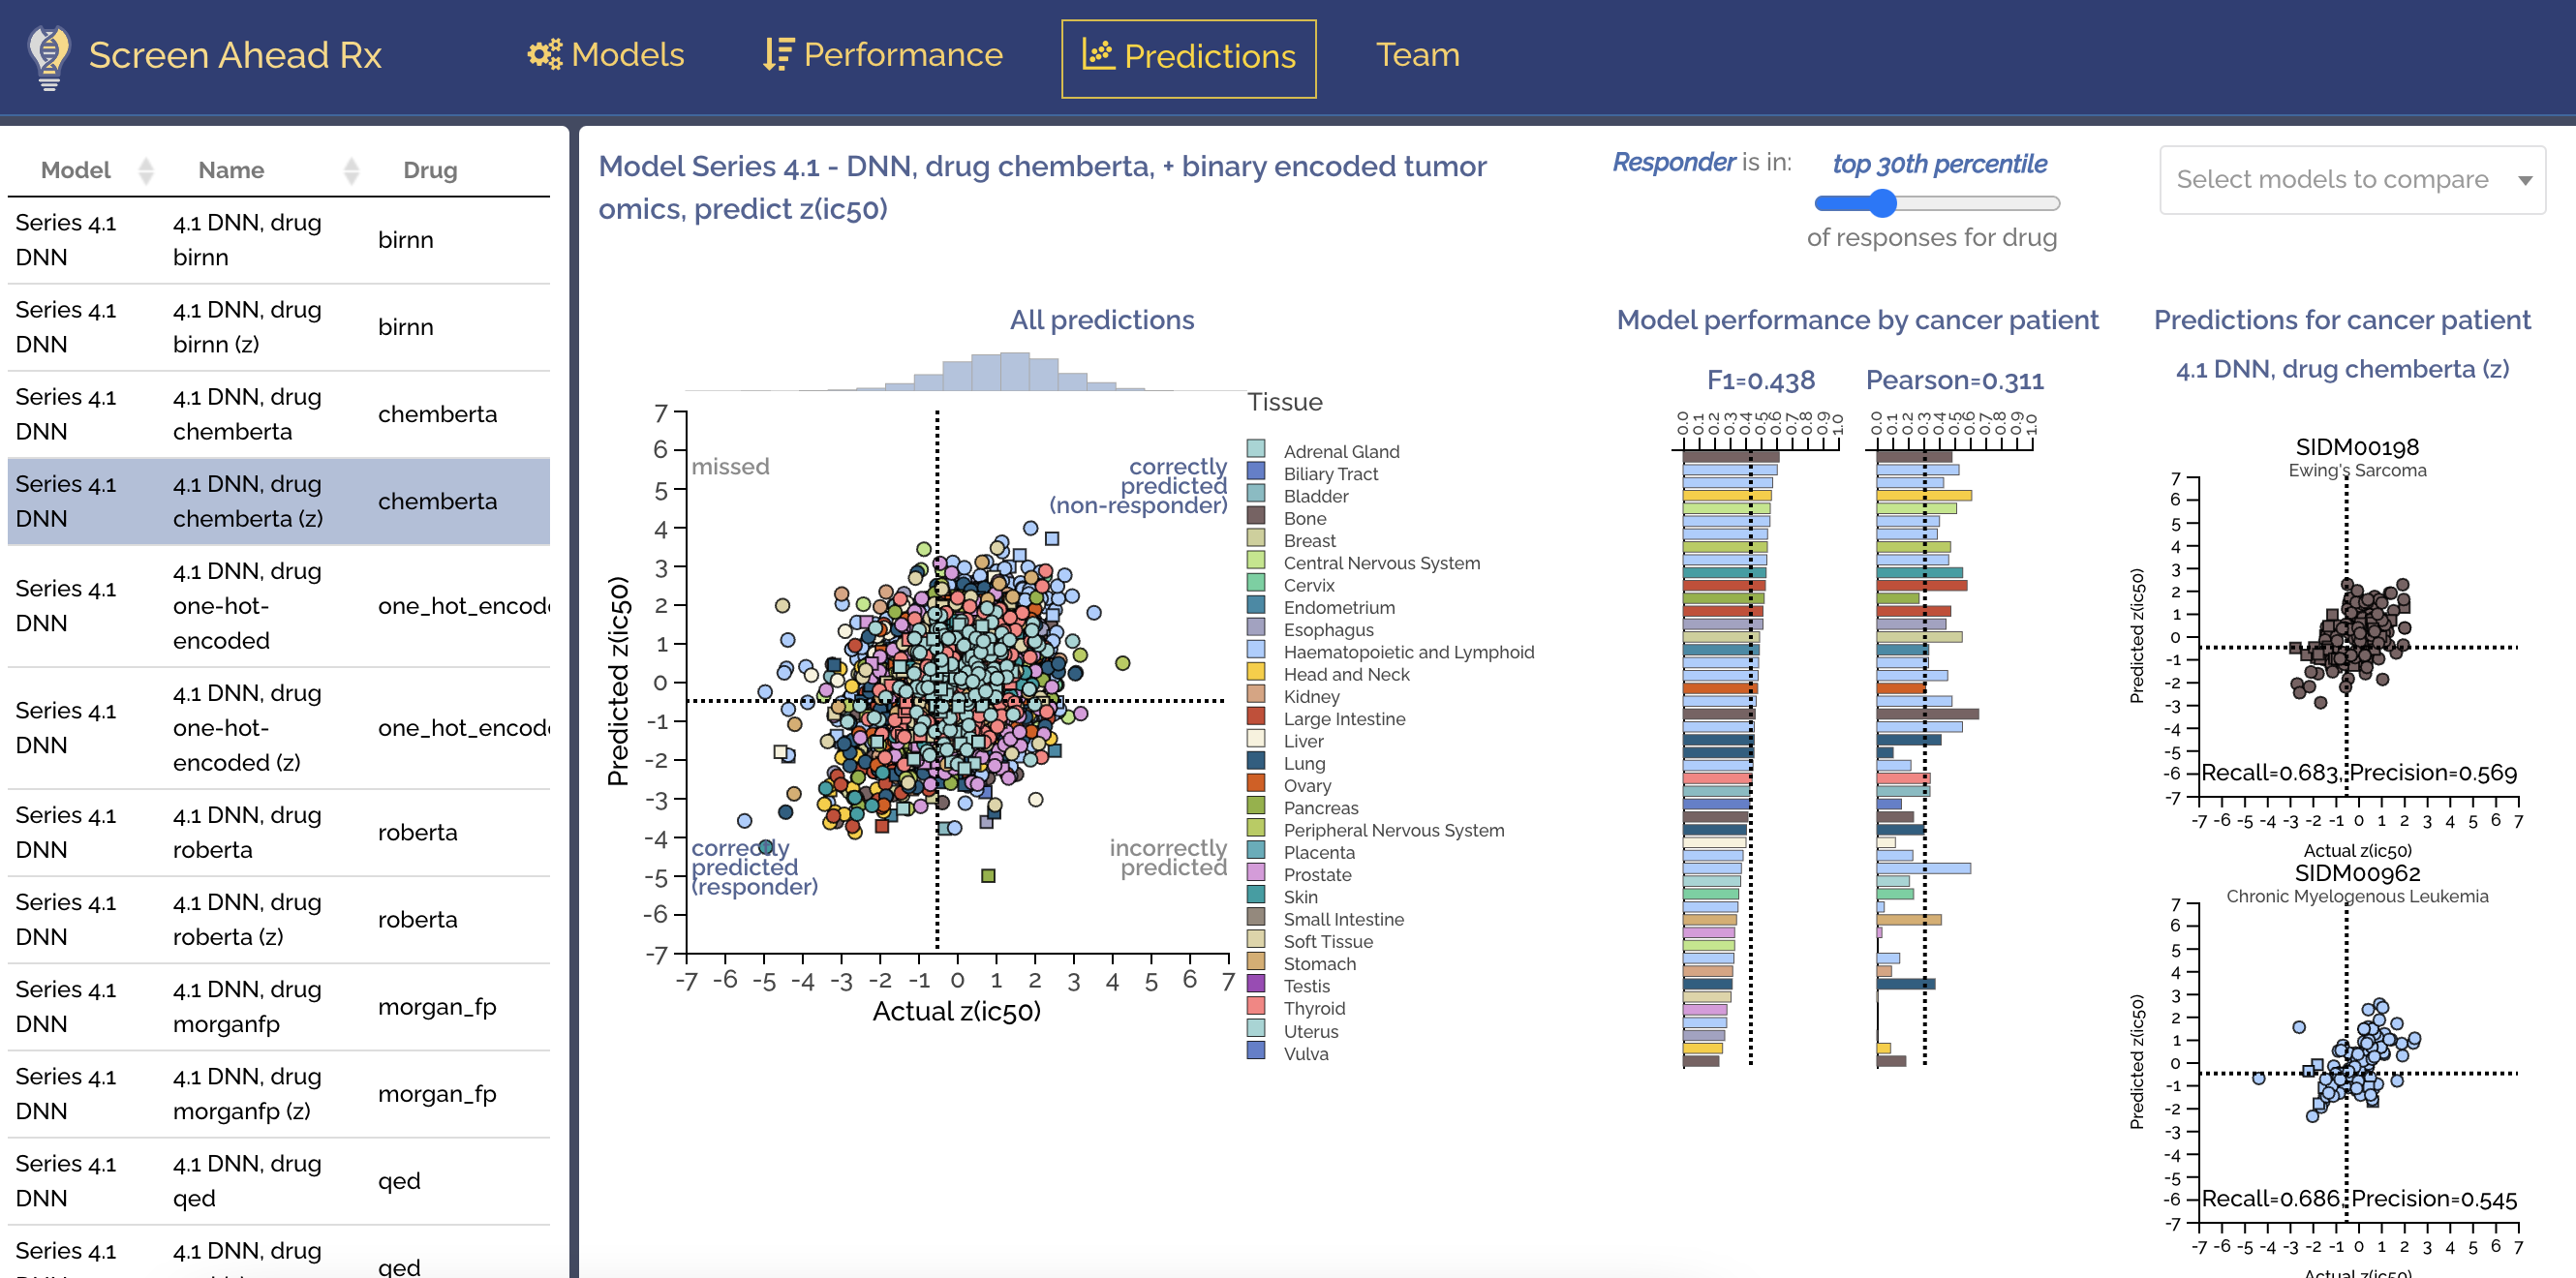 Screen Ahead Rx
Models
Performance
Predictions
Team
Model
Name
Drug
Series 4.1
DNN
4.1 DNN, drug
birnn
birnn
Series 4.1
DNN
4.1 DNN, drug
birnn (z)
birnn
Series 4.1
DNN
4.1 DNN, drug
chemberta
chemberta
Series 4.1
DNN
4.1 DNN, drug
chemberta (z)
chemberta
Series 4.1
DNN
4.1 DNN, drug
one-hot-
encoded
one_hot_encod
Series 4.1
DNN
4.1 DNN, drug
one-hot-
encoded (z)
one_hot_encod
Series 4.1
DNN
4.1 DNN, drug
roberta
roberta
Series 4.1
DNN
4.1 DNN, drug
roberta (z)
roberta
Series 4.1
DNN
4.1 DNN, drug
morganfp
morgan_fp
Series 4.1
DNN
4.1 DNN, drug
morganfp (z)
morgan_fp
Series 4.1
DNN
4.1 DNN, drug
qed
qed
Series 4.1
4.1 DNN, drug
qed
Model Series 4.1 - DNN, drug chemberta, + binary encoded tumor
omics, predict z(ic50)
Responder is in:
top 30th percentile
of responses for drug
Select models to compare
All predictions
7
6
5
4
3
2
1
0
-1
-2
-3
-4
-5
-6
-7
Predicted z(ic50)
missed
correctly
predicted
(non-responder)
correctly
predicted
(responder)
incorrectly
predicted
-7 -6 -5 -4 -3 -2 -1 0 1 2 3 4 5 6 7
Actual z(ic50)
Tissue
Adrenal Gland
Biliary Tract
Bladder
Bone
Breast
Central Nervous System
Cervix
Endometrium
Esophagus
Haematopoietic and Lymphoid
Head and Neck
Kidney
Large Intestine
Liver
Lung
Ovary
Pancreas
Peripheral Nervous System
Placenta
Prostate
Skin
Small Intestine
Soft Tissue
Stomach
Testis
Thyroid
Uterus
Vulva
Model performance by cancer patient
F1=0.438
0.0 0.1 0.2 0.3 0.4 0.5 0.6 0.7 0.8 0.9 1.0
Pearson=0.311
0.0 0.1 0.2 0.3 0.4 0.5 0.6 0.7 0.8 0.9 1.0
Predictions for cancer patient
4.1 DNN, drug chemberta (z)
SIDM00198
Ewing's Sarcoma
7
6
5
4
3
2
1
0
-1
-2
-3
-4
-5
-6
-7
Predicted z(ic50)
Recall=0.683, Precision=0.569
-7 -6 -5 -4 -3 -2 -1 0 1 2 3 4 5 6 7
Actual z(ic50)
SIDM00962
Chronic Myelogenous Leukemia
7
6
5
4
3
2
1
0
-1
-2
-3
-4
-5
-6
-7
Predicted z(ic50)
Recall=0.686, Precision=0.545
-7 -6 -5 -4 -3 -2 -1 0 1 2 3 4 5 6 7
Actual z(ic50)